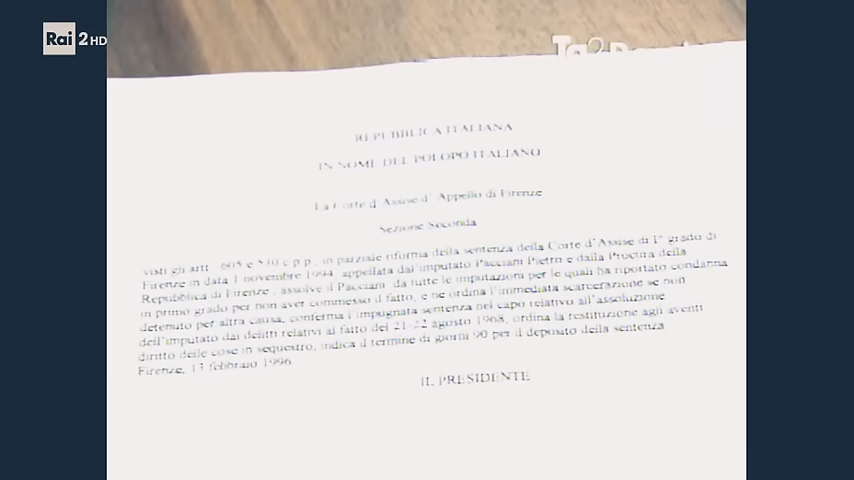 Rai 2HD
Tg2 Dossier
REPUBBLICA ITALIANA
IN NOME DEL POLOPO ITALIANO
La Corte d'Assise d' Appello di Firenze
Sezione Seconda
visti gli artt. 605 e 530 c.p.p., in parziale riforma della sentenza della Corte d'Assise di 1° grado di
Firenze in data 1 novembre 1994, appellata dall'imputato Pacciani Pietro e dalla Procura della
Repubblica di Firenze , assolve il Pacciani da tutte le imputazioni per le quali ha riportato condanna
in primo grado per non aver commesso il fatto, e ne ordina l'immediata scarcerazione se non
detenuto per altra causa, conferma l'impugnata sentenza nel capo relativo all'assoluzione
dell'imputato dai delitti relativi al fatto del 21-22 agosto 1968, ordina la restituzione agli aventi
diritto delle cose in sequestro, indica il termine di giorni 90 per il deposito della sentenza
Firenze, 13 febbraio 1996
IL PRESIDENTE